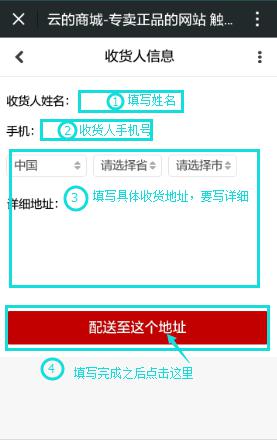 云的商城-专卖正品的网站 触...
收货人信息
收货人姓名： ① 填写姓名
手机： ② 收货人手机号
中国 请选择省 请选择市
详细地址： ③ 填写具体收货地址，要写详细
配送至这个地址
④ 填写完成之后点击这里